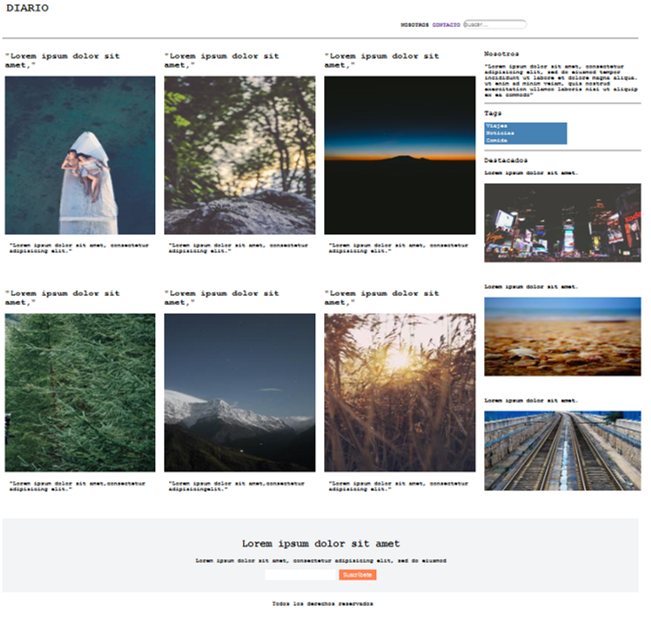 DIARIO
NOSOTROS CONTACTO Buscar...
"Lorem ipsum dolor sit
amet,"
"Lorem ipsum dolor sit amet, consectetur
adipisicing elit."
"Lorem ipsum dolor sit
amet,"
"Lorem ipsum dolor sit amet, consectetur
adipisicing elit."
"Lorem ipsum dolor sit
amet,"
"Lorem ipsum dolor sit amet, consectetur
adipisicing elit."
"Lorem ipsum dolor sit
amet,"
"Lorem ipsum dolor sit amet,consectetur
adipisicing elit."
"Lorem ipsum dolor sit
amet,"
"Lorem ipsum dolor sit amet,consectetur
adipisicingelit."
"Lorem ipsum dolor sit
amet,"
"Lorem ipsum dolor sit amet, consectetur
adipisicing elit."
Nosotros
"Lorem ipsum dolor sit amet, consectetur
adipisicing elit, sed do eiusmod tempor
incididunt ut labore et dolore magna aliqua.
ut enim ad minim veniam, quis nostrud
exercitation ullamco laboris nisi ut aliquip
ex ea commodo"
Tags
Viajes
Noticias
Comida
Destacados
Lorem ipsum dolor sit amet.
Lorem ipsum dolor sit amet.
Lorem ipsum dolor sit amet.
Lorem ipsum dolor sit amet
Lorem ipsum dolor sit amet, consectetur adipisicing elit, sed do eiusmod
Suscríbete
Todos los derechos reservados